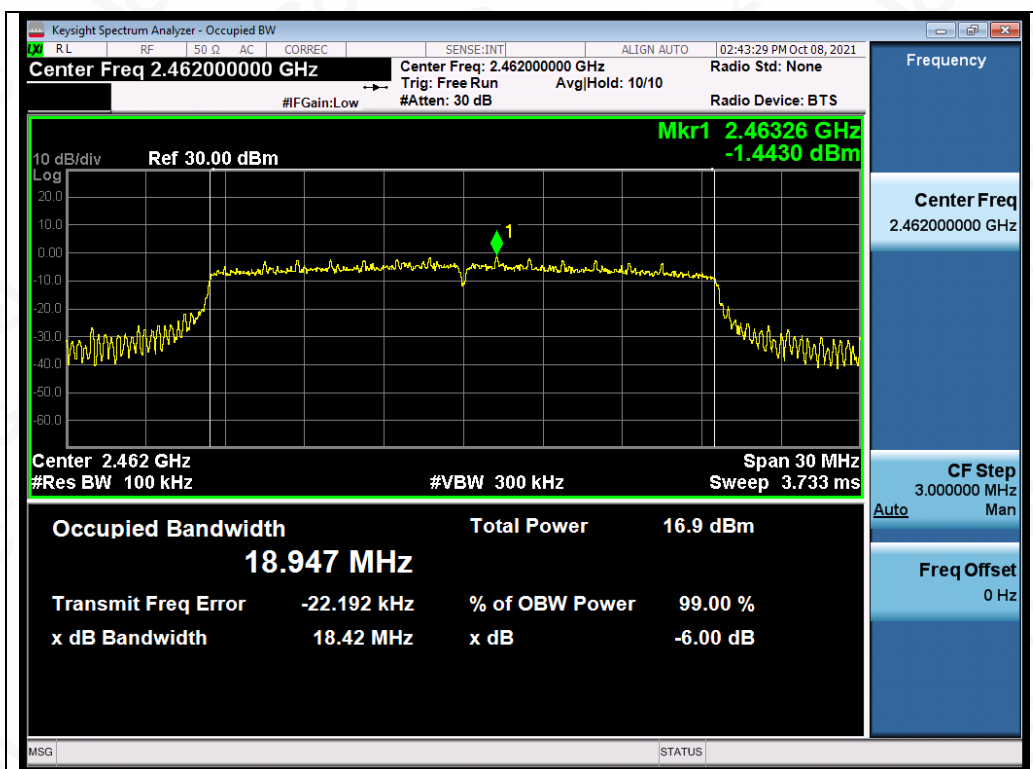 Keysight Spectrum Analyzer - Occupied BW
LXI RL RF 50 Ω AC CORREC SENSE:INT ALIGN AUTO 02:43:29 PM Oct 08, 2021
Center Freq 2.462000000 GHz
Center Freq: 2.462000000 GHz Radio Std: None
Trig: Free Run Avg|Hold: 10/10
#IFGain:Low #Atten: 30 dB Radio Device: BTS
Mkr1 2.46326 GHz
-1.4430 dBm
10 dB/div Ref 30.00 dBm
Log
20.0
10.0
0.00
-10.0
-20.0
-30.0
-40.0
-50.0
-60.0
1
Center 2.462 GHz Span 30 MHz
#Res BW 100 kHz #VBW 300 kHz Sweep 3.733 ms
Occupied Bandwidth Total Power 16.9 dBm
18.947 MHz
Transmit Freq Error -22.192 kHz % of OBW Power 99.00 %
x dB Bandwidth 18.42 MHz x dB -6.00 dB
Frequency
Center Freq
2.462000000 GHz
CF Step
3.000000 MHz
Auto Man
Freq Offset
0 Hz
MSG STATUS